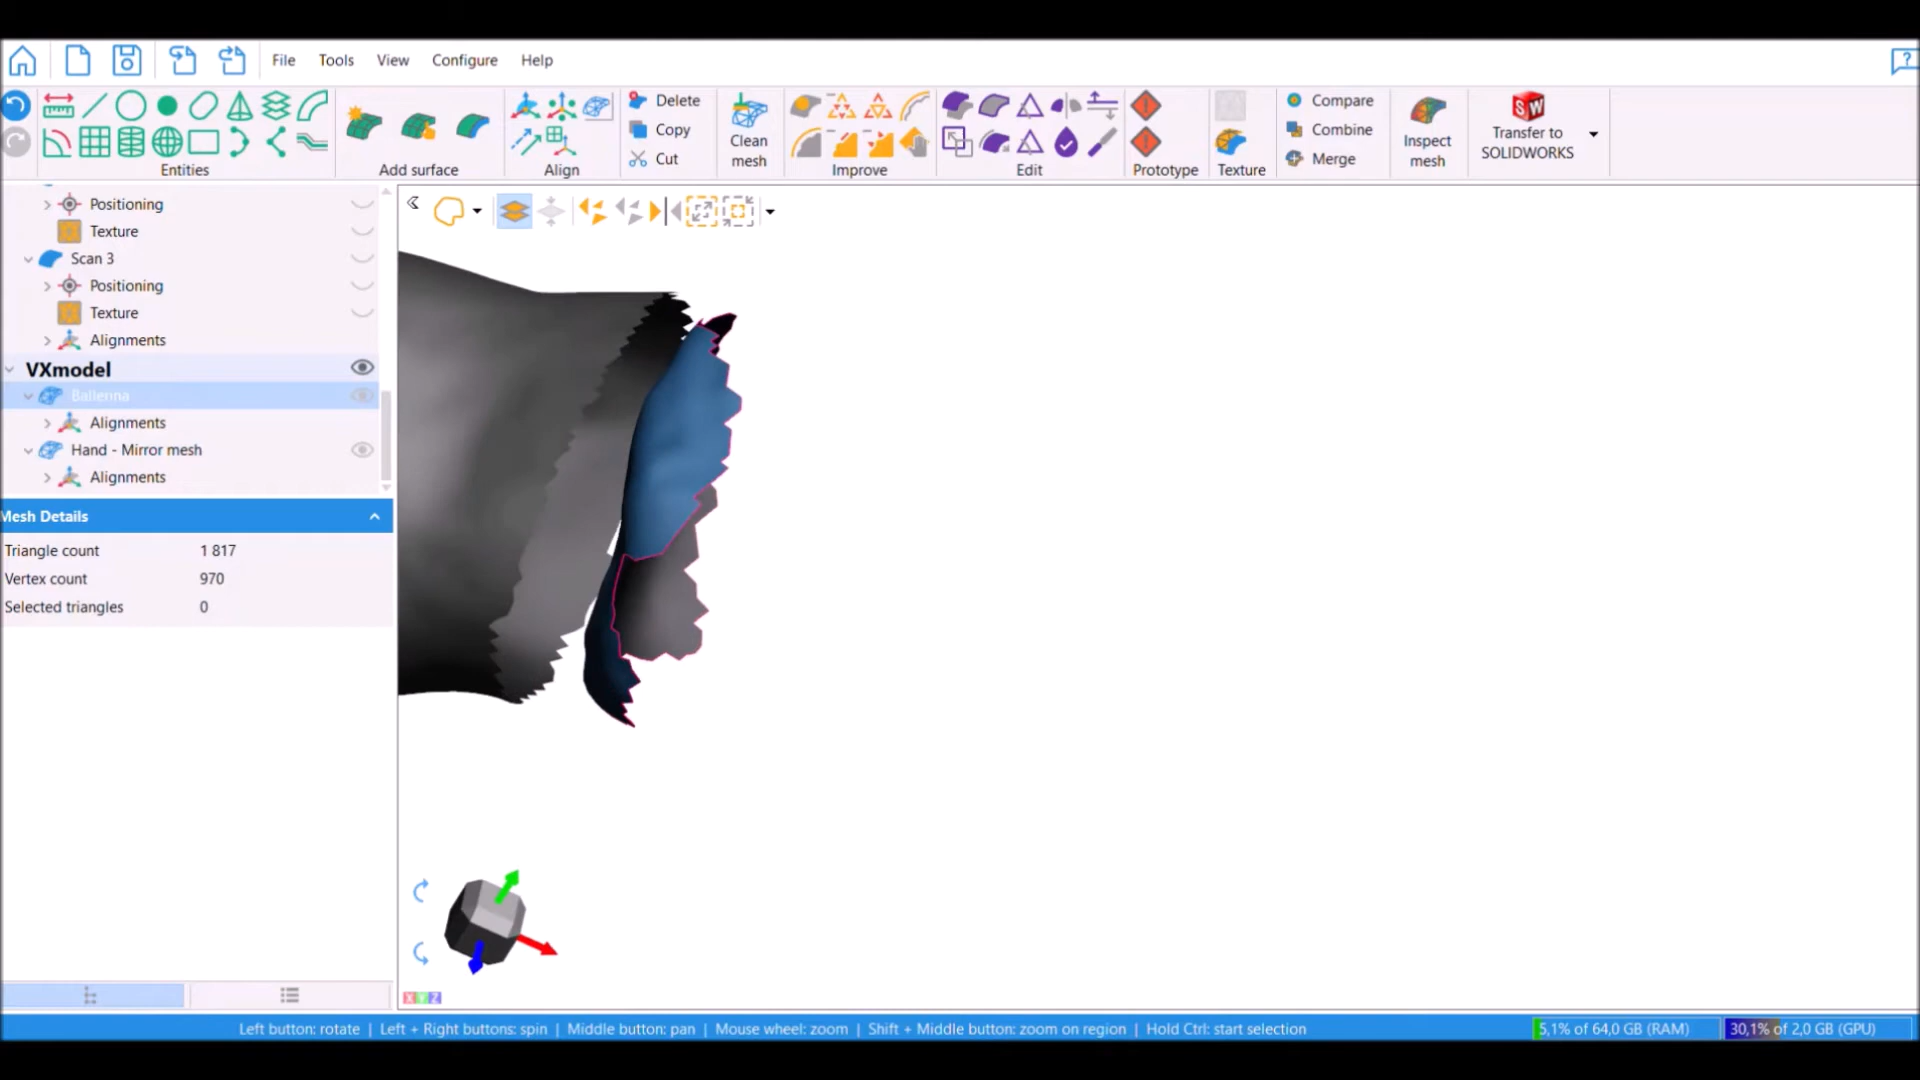 File Tools View Configure Help
Delete
Copy
Cut
Clean
mesh
Compare
Combine
Merge
Inspect
mesh
SW
Transfer to
SOLIDWORKS
Entities Add surface Align Improve Edit Prototype Texture
Positioning
Texture
Scan 3
Positioning
Texture
Alignments
VXmodel
Ballerina
Alignments
Hand - Mirror mesh
Alignments
Mesh Details
Triangle count 1 817
Vertex count 970
Selected triangles 0
X Y Z
Left button: rotate | Left + Right buttons: spin | Middle button: pan | Mouse wheel: zoom | Shift + Middle button: zoom on region | Hold Ctrl: start selection
5,1% of 64,0 GB (RAM) 30,1% of 2,0 GB (GPU)